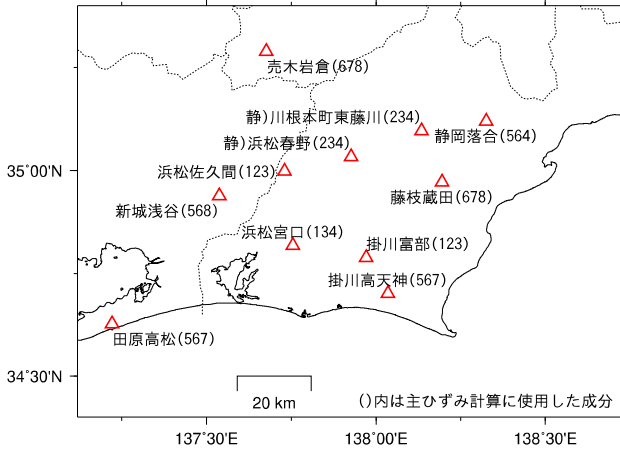 売木岩倉(678)
静)川根本町東藤川(234)
静岡落合(564)
静)浜松春野(234)
35°00'N
浜松佐久間(123)
藤枝蔵田(678)
新城浅谷(568)
浜松宮口(134)
掛川富部(123)
掛川高天神(567)
田原高松(567)
34°30'N
20 km
()内は主ひずみ計算に使用した成分
137°30'E
138°00'E
138°30'E